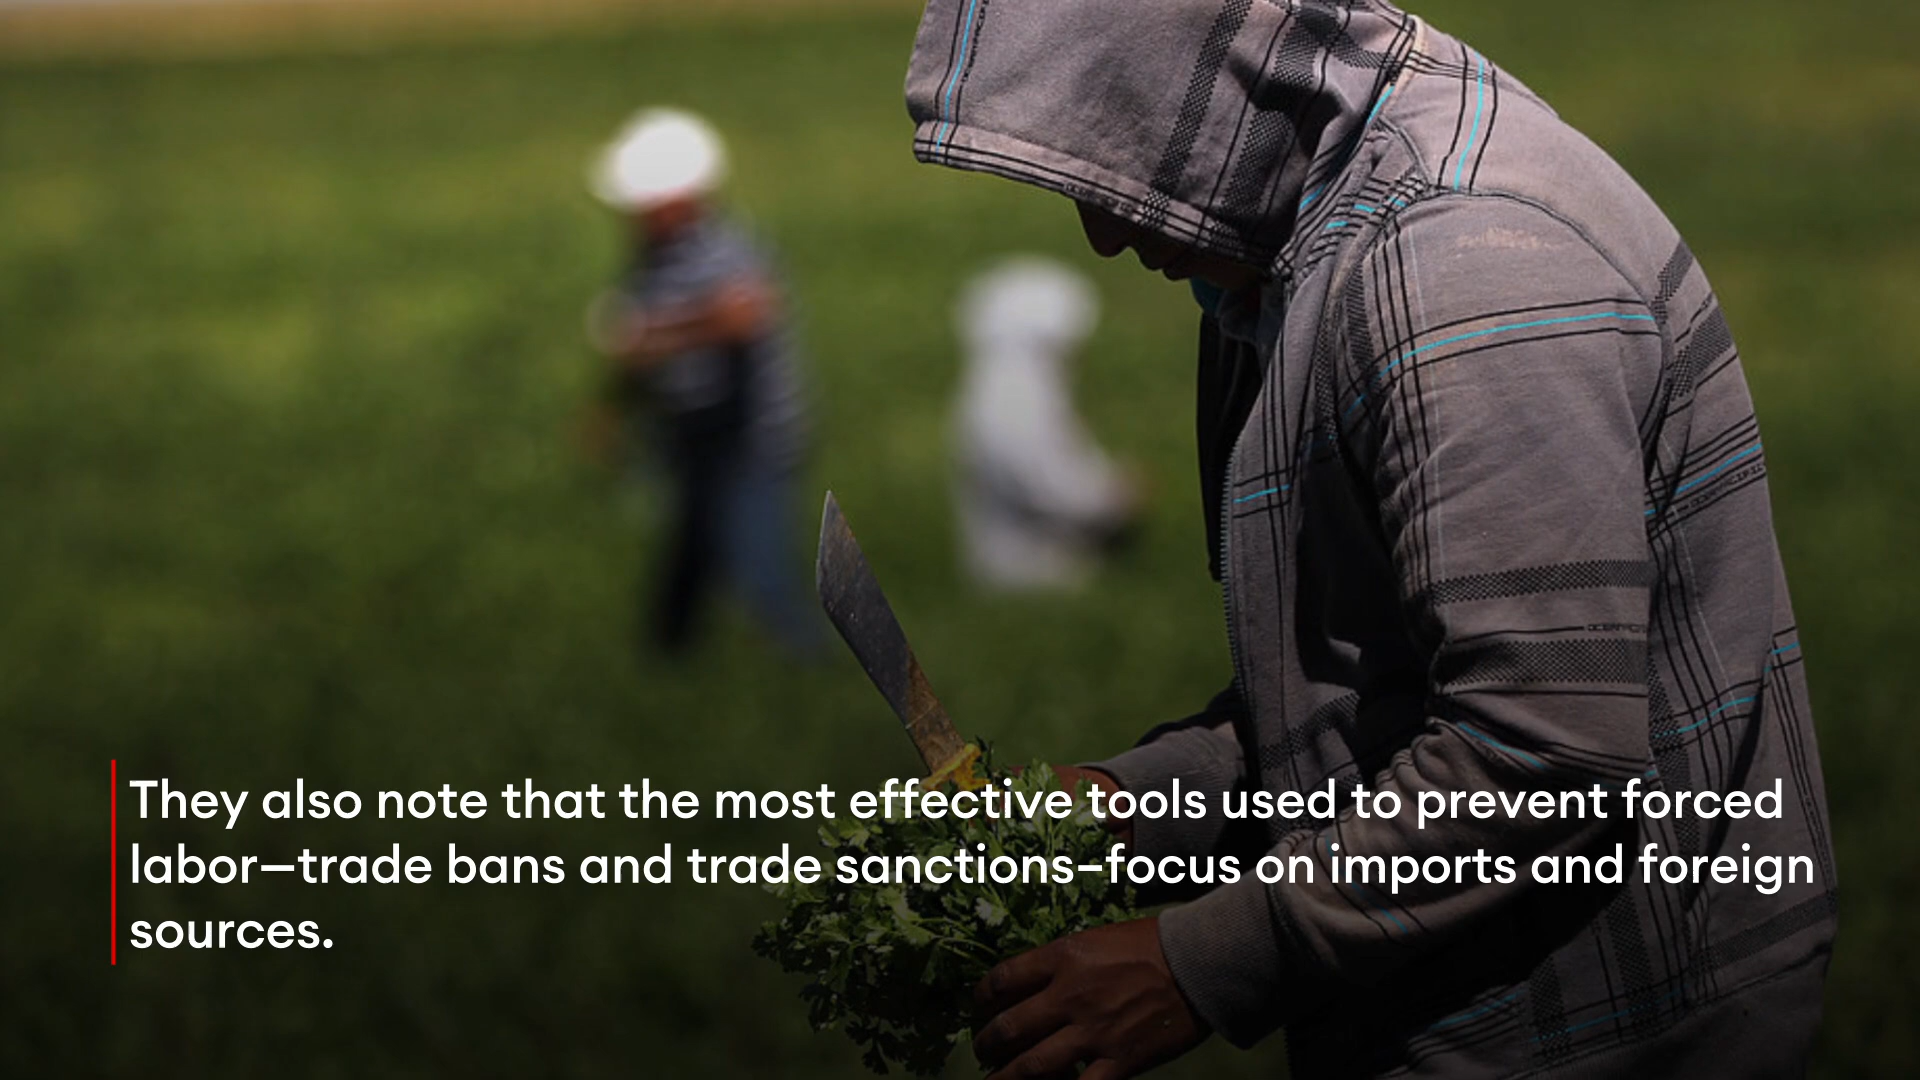 They also note that the most effective tools used to prevent forced
labor—trade bans and trade sanctions–focus on imports and foreign
sources.